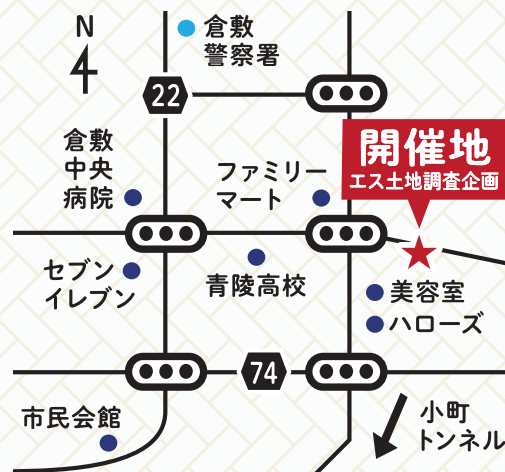 N
倉敷
警察署
22
倉敷
中央
病院
ファミリー
マート
開催地
エス土地調査企画
セブン
イレブン
青陵高校
美容室
ハローズ
74
市民会館
小町
トンネル